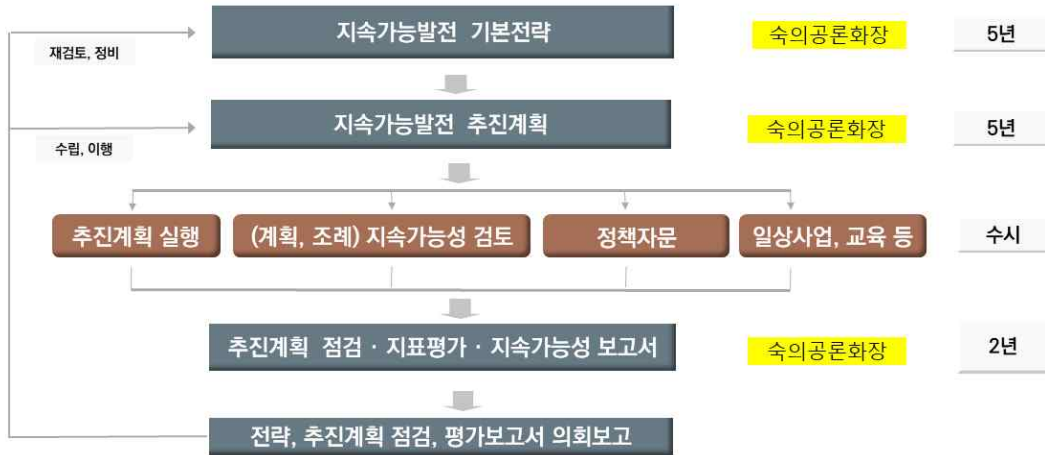 지속가능발전 기본전략
숙의공론화장
5년
재검토, 정비
지속가능발전 추진계획
숙의공론화장
5년
수립, 이행
추진계획 실행
(계획, 조례) 지속가능성 검토
정책자문
일상사업, 교육 등
수시
추진계획 점검 · 지표평가 · 지속가능성 보고서
숙의공론화장
2년
전략, 추진계획 점검, 평가보고서 의회보고